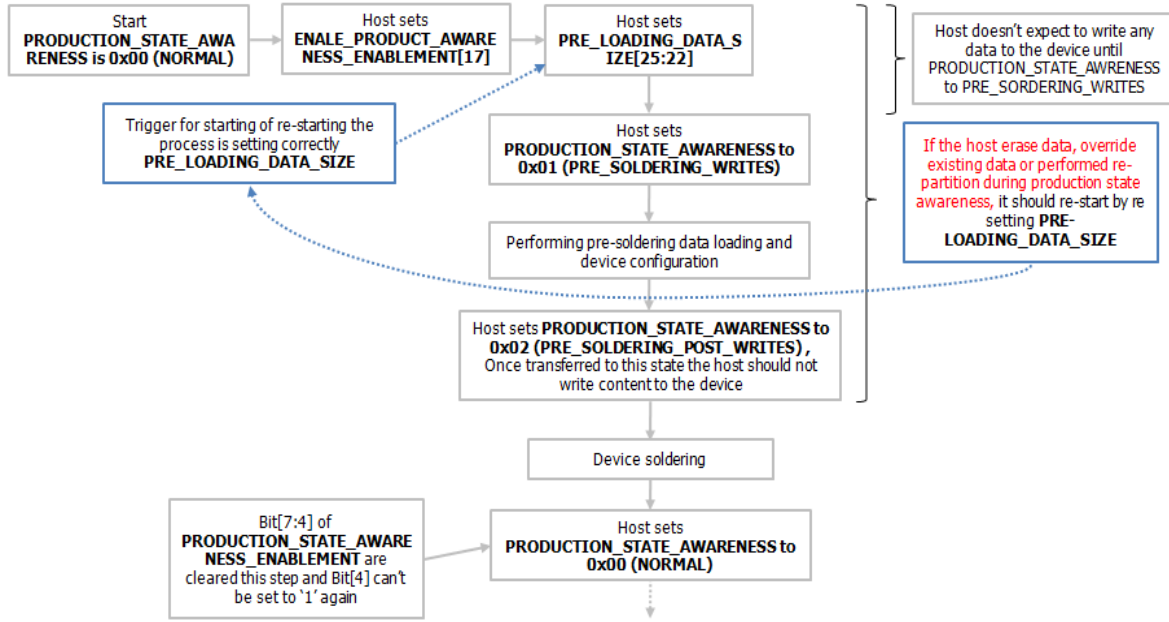 Start
PRODUCTION_STATE_AWA
RENESS is 0x00 (NORMAL)
Host sets
ENALE_PRODUCT_AWARE
NESS_ENABLEMENT[17]
Host sets
PRE_LOADING_DATA_S
IZE[25:22]
Host doesn't expect to write any
data to the device until
PRODUCTION_STATE_AWRENESS
to PRE_SORDERING_WRITES
Trigger for starting of re-starting the
process is setting correctly
PRE_LOADING_DATA_SIZE
Host sets
PRODUCTION_STATE_AWARENESS to
0x01 (PRE_SOLDERING_WRITES)
If the host erase data, override
existing data or performed re-
partition during production state
awareness, it should re-start by re
setting PRE-
LOADING_DATA_SIZE
Performing pre-soldering data loading and
device configuration
Host sets PRODUCTION_STATE_AWARENESS to
0x02 (PRE_SOLDERING_POST_WRITES) ,
Once transferred to this state the host should not
write content to the device
Device soldering
Bit[7:4] of
PRODUCTION_STATE_AWARE
NESS_ENABLEMENT are
cleared this step and Bit[4] can't
be set to '1' again
Host sets
PRODUCTION_STATE_AWARENESS to
0x00 (NORMAL)